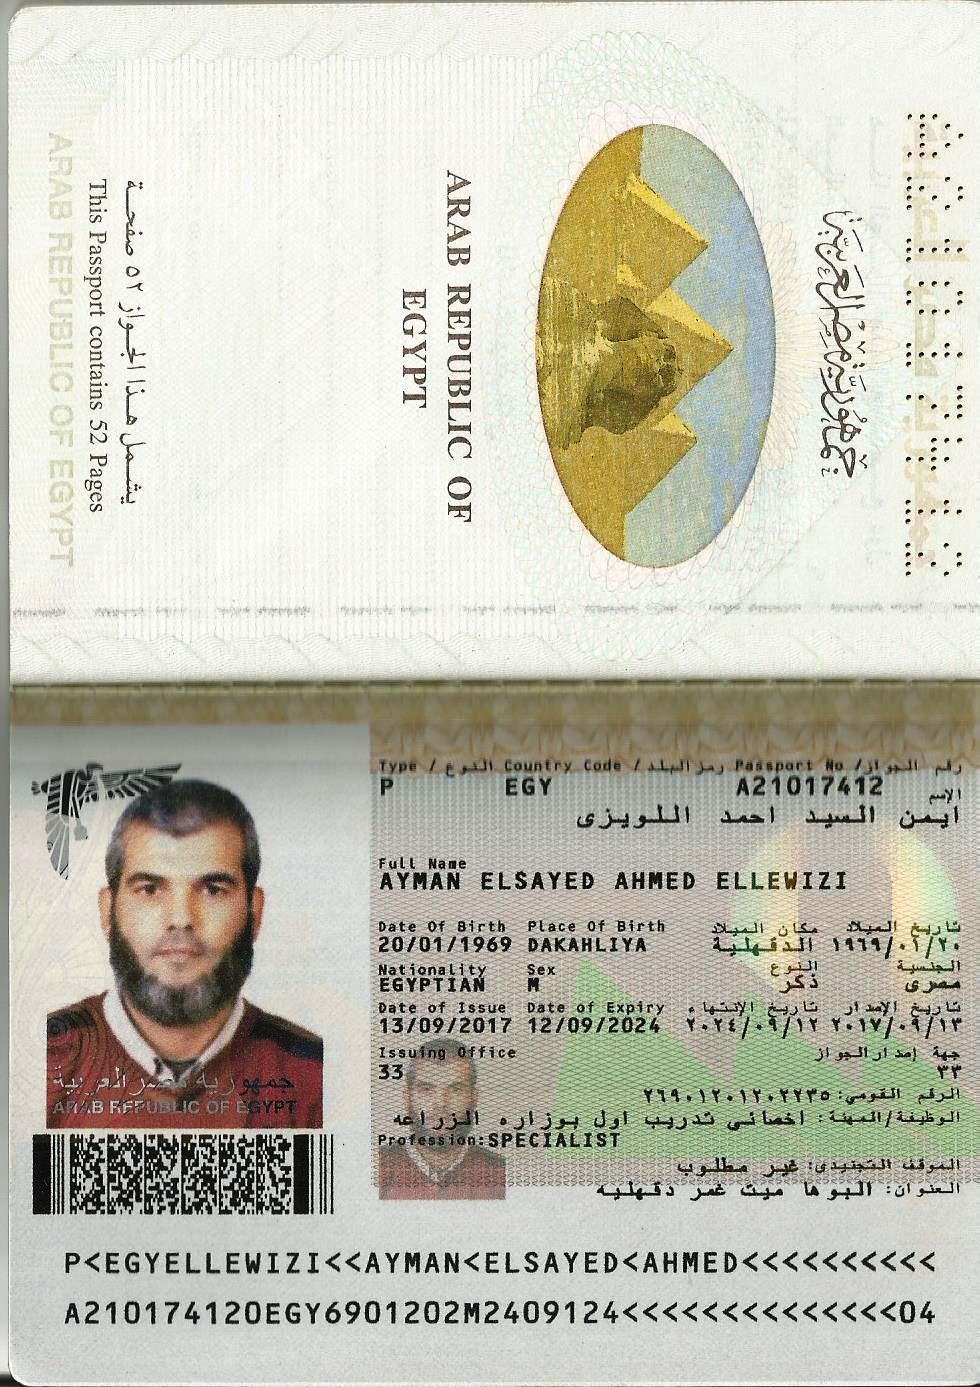 جمهورية مصر العربية
ARAB REPUBLIC OF
EGYPT
يشمل هذا الجواز ٥٢ صفحة
This Passport contains 52 Pages
ARAB REPUBLIC OF EGYPT
Type / النوع Country Code / رمز البلد Passport No / رقم الجواز
P EGY A21017412
الإسم
ايمن السيد احمد اللويزى
Full Name
AYMAN ELSAYED AHMED ELLEWIZI
Date Of Birth Place Of Birth مكان الميلاد تاريخ الميلاد
20/01/1969 DAKAHLIYA الدقهلية ١٩٦٩/٠١/٢٠
Nationality Sex النوع الجنسية
EGYPTIAN M ذكر مصرى
Date of Issue Date of Expiry تاريخ الإنتهاء تاريخ الإصدار
13/09/2017 12/09/2024 ٢٠٢٤/٠٩/١٢ ٢٠١٧/٠٩/١٣
Issuing Office جهة إصدار الجواز
33 ٣٣
الرقم القومى: ٢٦٩٠١٢٠١٢٠٢٢٣٥
الوظيفة/المهنة: اخصائي تدريب اول بوزاره الزراعه
Profession:SPECIALIST
الموقف التجنيدى: غير مطلوب
العنوان: البوها ميت غمر دقهليه
جمهورية مصر العربية
ARAB REPUBLIC OF EGYPT
P<EGYELLEWIZI<<AYMAN<ELSAYED<AHMED<<<<<<<<<<
A210174120EGY6901202M2409124<<<<<<<<<<<<<<04